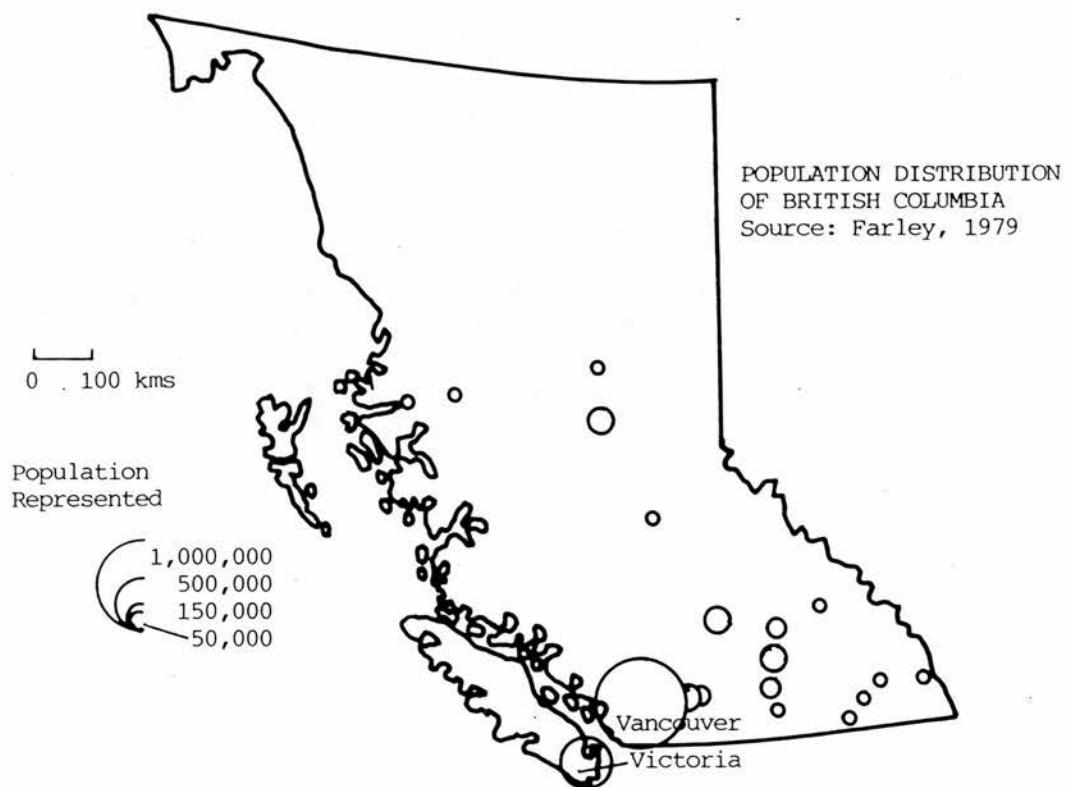 POPULATION DISTRIBUTION
OF BRITISH COLUMBIA
Source: Farley, 1979
0 . 100 kms
Population
Represented
1,000,000
500,000
150,000
50,000
Vancouver
Victoria